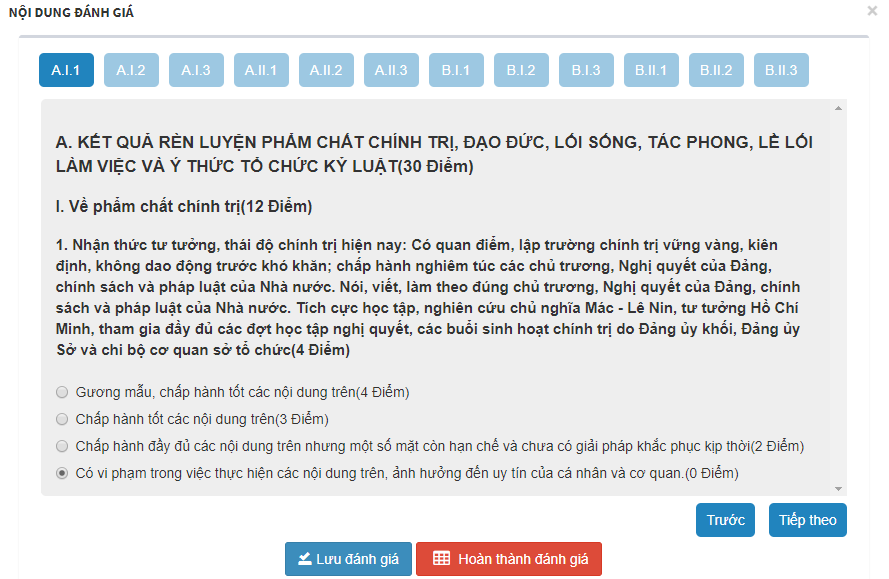 NỘI DUNG ĐÁNH GIÁ
×
A.I.1 A.I.2 A.I.3 A.II.1 A.II.2 A.II.3 B.I.1 B.I.2 B.I.3 B.II.1 B.II.2 B.II.3
A. KẾT QUẢ RÈN LUYỆN PHẨM CHẤT CHÍNH TRỊ, ĐẠO ĐỨC, LỐI SỐNG, TÁC PHONG, LỀ LỐI
LÀM VIỆC VÀ Ý THỨC TỔ CHỨC KỶ LUẬT(30 Điểm)
I. Về phẩm chất chính trị(12 Điểm)
1. Nhận thức tư tưởng, thái độ chính trị hiện nay: Có quan điểm, lập trường chính trị vững vàng, kiên
định, không dao động trước khó khăn; chấp hành nghiêm túc các chủ trương, Nghị quyết của Đảng,
chính sách và pháp luật của Nhà nước. Nói, viết, làm theo đúng chủ trương, Nghị quyết của Đảng, chính
sách và pháp luật của Nhà nước. Tích cực học tập, nghiên cứu chủ nghĩa Mác - Lê Nin, tư tưởng Hồ Chí
Minh, tham gia đầy đủ các đợt học tập nghị quyết, các buổi sinh hoạt chính trị do Đảng ủy khối, Đảng ủy
Sở và chi bộ cơ quan sở tổ chức(4 Điểm)
Gương mẫu, chấp hành tốt các nội dung trên(4 Điểm)
Chấp hành tốt các nội dung trên(3 Điểm)
Chấp hành đầy đủ các nội dung trên nhưng một số mặt còn hạn chế và chưa có giải pháp khắc phục kịp thời(2 Điểm)
Có vi phạm trong việc thực hiện các nội dung trên, ảnh hưởng đến uy tín của cá nhân và cơ quan.(0 Điểm)
Trước Tiếp theo
Lưu đánh giá Hoàn thành đánh giá